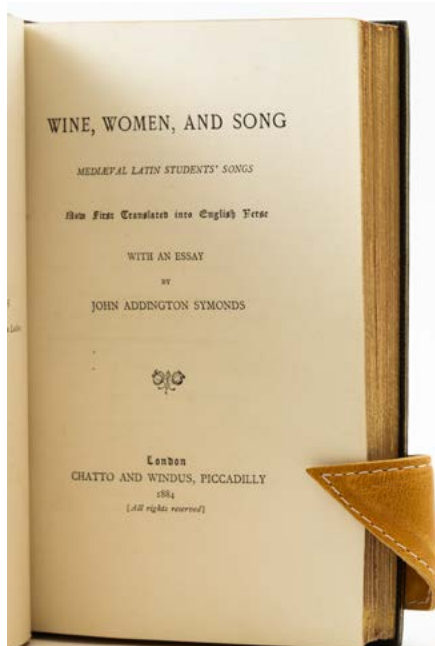 WINE, WOMEN, AND SONG
MEDIÆVAL LATIN STUDENTS' SONGS
Now First Translated into English Verse
WITH AN ESSAY
BY
JOHN ADDINGTON SYMONDS
London
CHATTO AND WINDUS, PICCADILLY
1884
[All rights reserved]